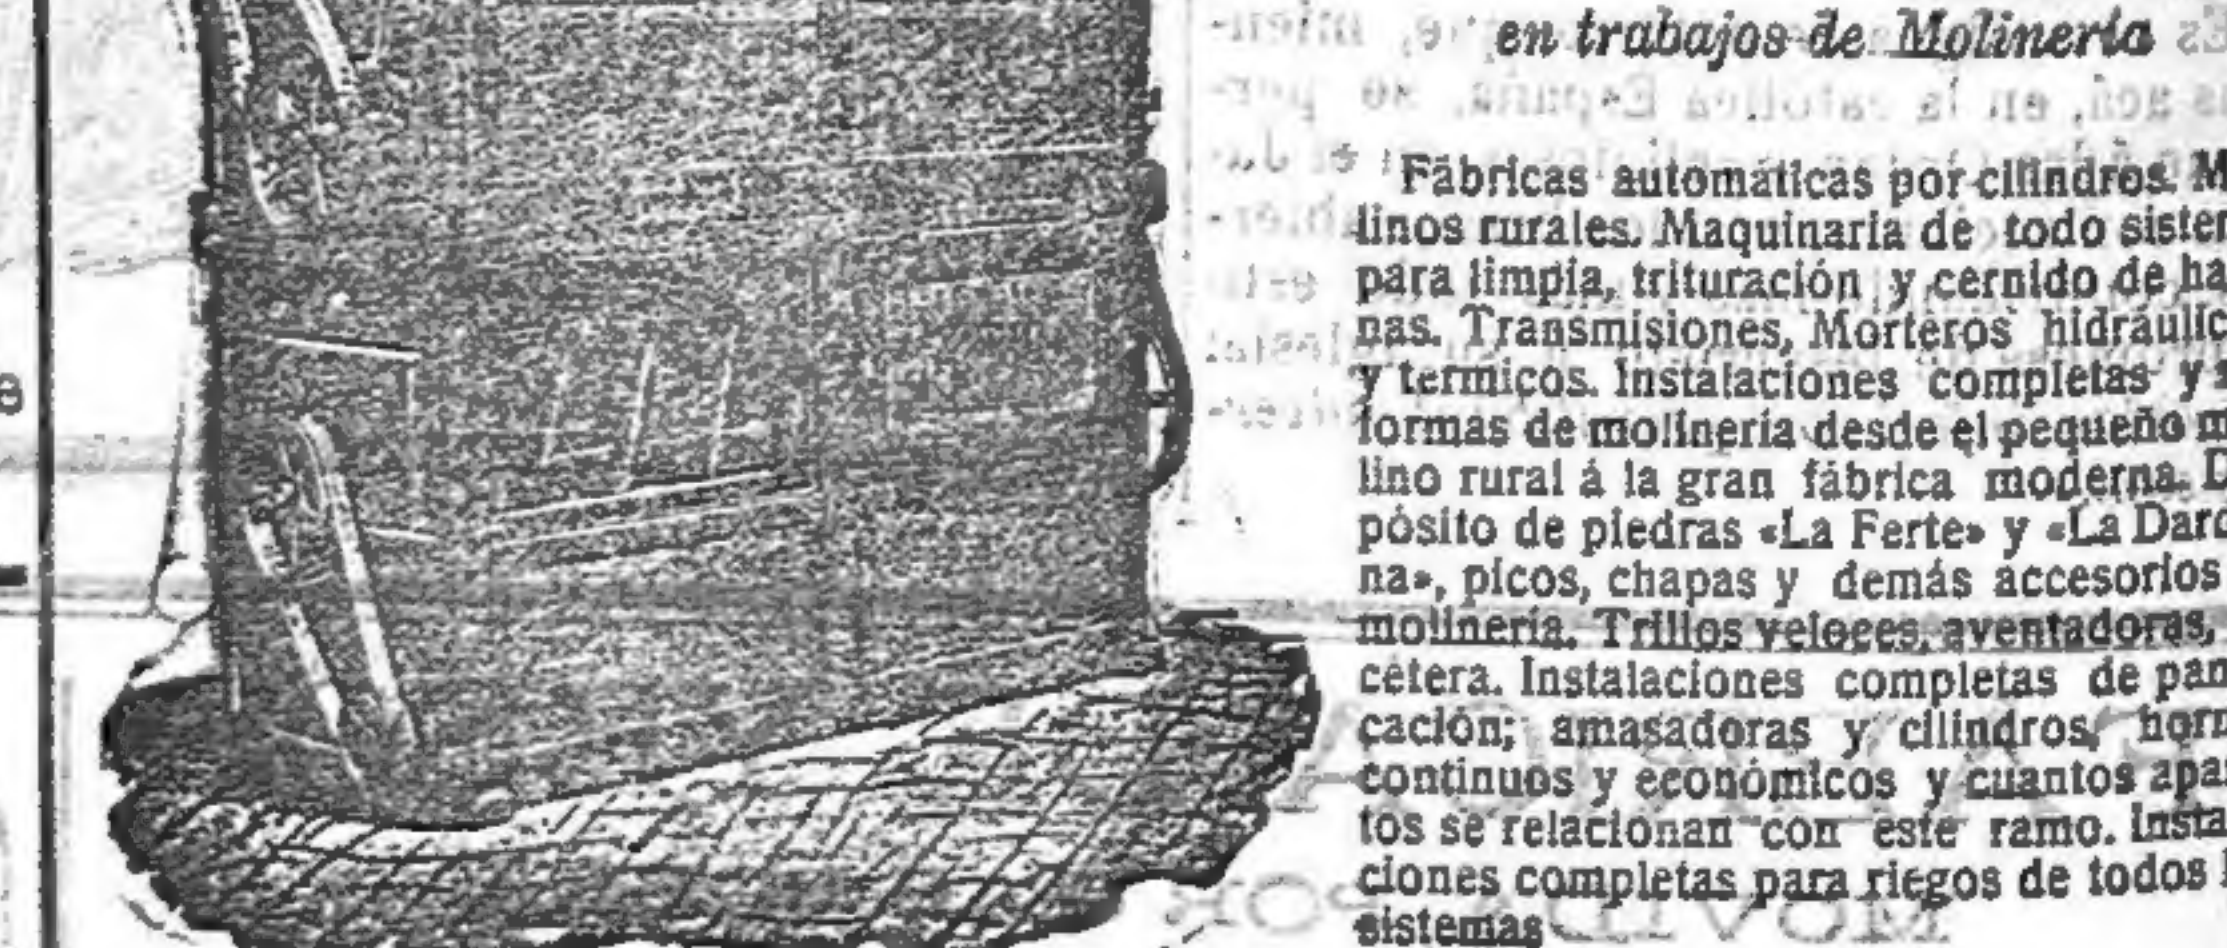 en trabajos de Molinería
Fábricas automáticas por cilindros. M
linos rurales. Maquinaria de todo sistem
para limpia, trituración y cernido de ha
nas. Transmisiones, Morteros hidráulic
y termicos. Instalaciones completas y
formas de molinería desde el pequeño m
lino rural á la gran fábrica moderna. D
pósito de piedras «La Ferte» y «La Dard
na», picos, chapas y demás accesorios
molinería. Trillos veloces, aventadoras,
cétera. Instalaciones completas de pan
cación; amasadoras y cilindros, horn
continuos y económicos y cuantos apar
tos se relacionan con este ramo. Insta
ciones completas para riegos de todos l
sistemas